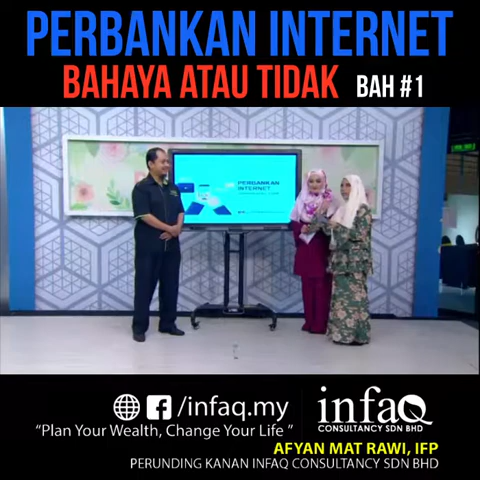 PERBANKAN INTERNET
BAHAYA ATAU TIDAK BAH #1
PERBANKAN
INTERNET
/infaq.my
infaQ
CONSULTANCY SDN BHD
“Plan Your Wealth, Change Your Life ”
AFYAN MAT RAWI, IFP
PERUNDING KANAN INFAQ CONSULTANCY SDN BHD